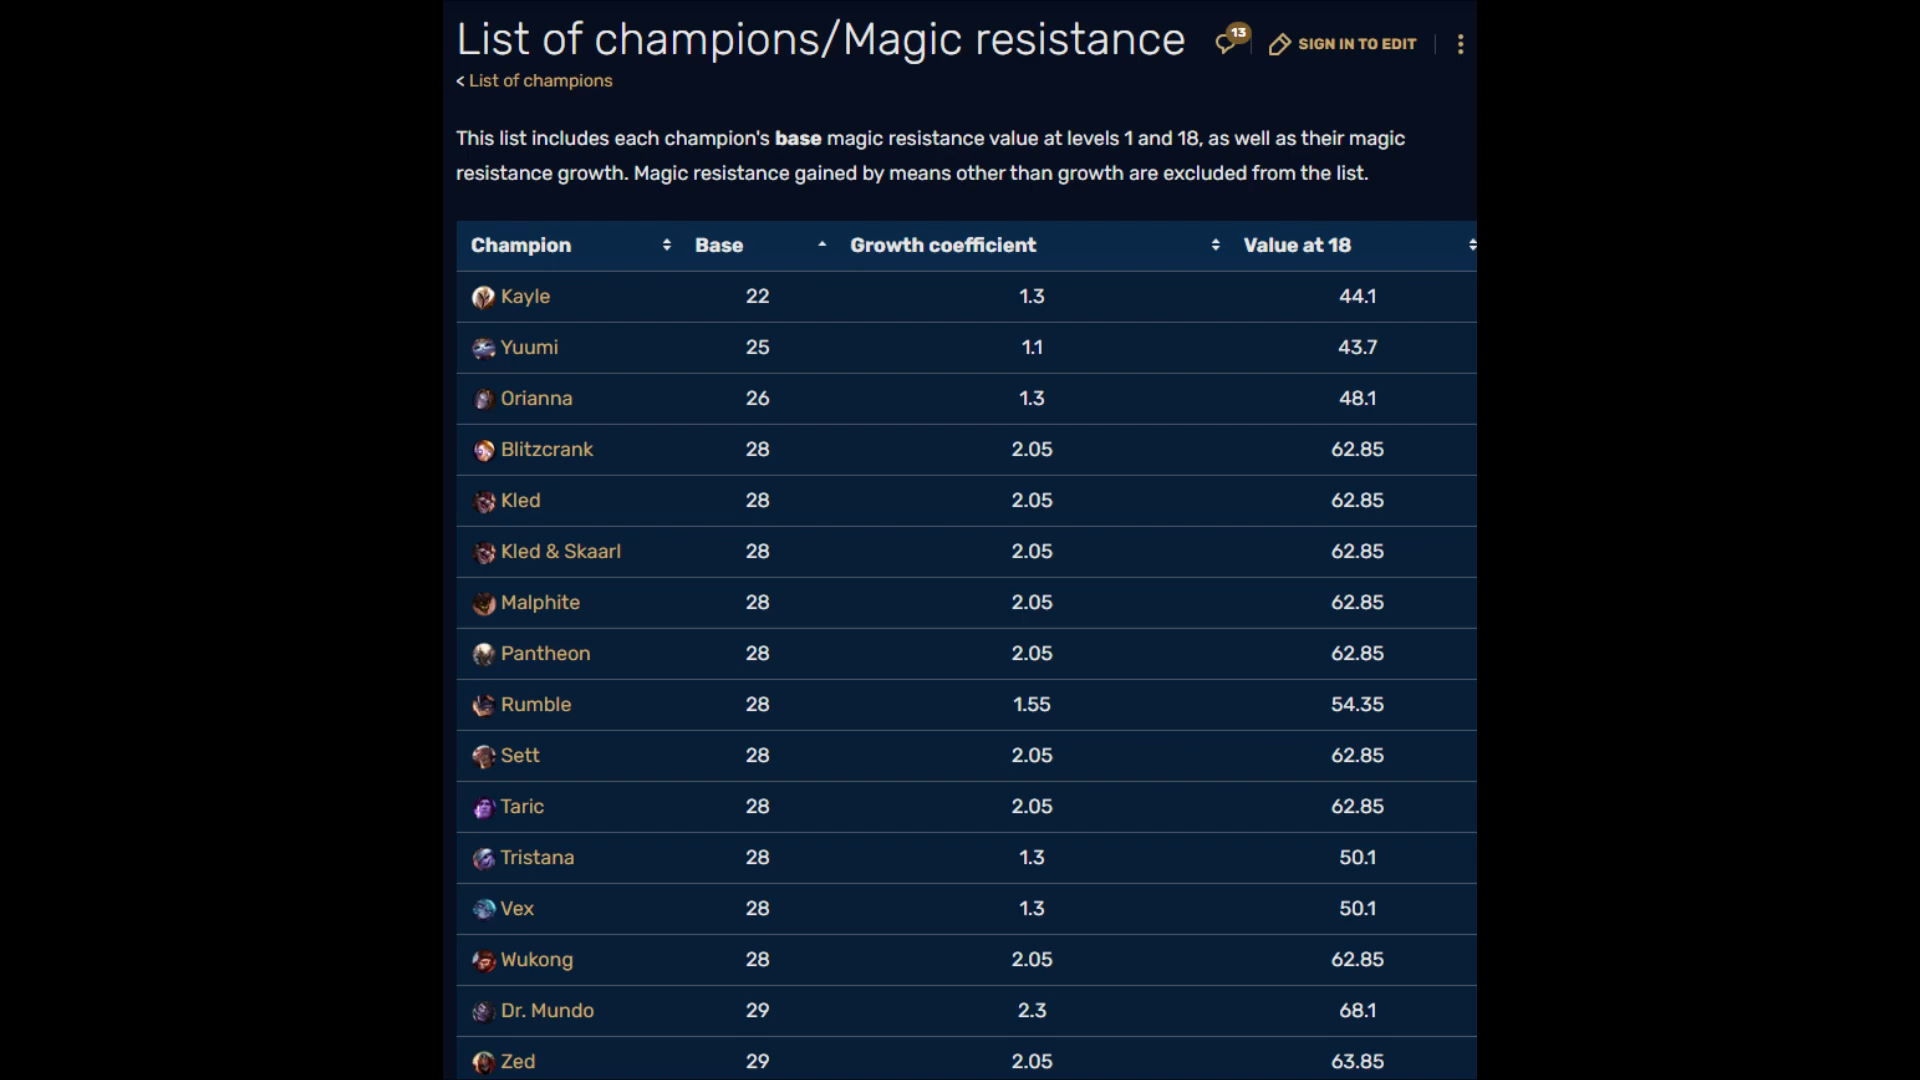 List of champions/Magic resistance 13 SIGN IN TO EDIT
< List of champions
This list includes each champion's base magic resistance value at levels 1 and 18, as well as their magic
resistance growth. Magic resistance gained by means other than growth are excluded from the list.
Champion Base Growth coefficient Value at 18
Kayle 22 1.3 44.1
Yuumi 25 1.1 43.7
Orianna 26 1.3 48.1
Blitzcrank 28 2.05 62.85
Kled 28 2.05 62.85
Kled & Skaarl 28 2.05 62.85
Malphite 28 2.05 62.85
Pantheon 28 2.05 62.85
Rumble 28 1.55 54.35
Sett 28 2.05 62.85
Taric 28 2.05 62.85
Tristana 28 1.3 50.1
Vex 28 1.3 50.1
Wukong 28 2.05 62.85
Dr. Mundo 29 2.3 68.1
Zed 29 2.05 63.85